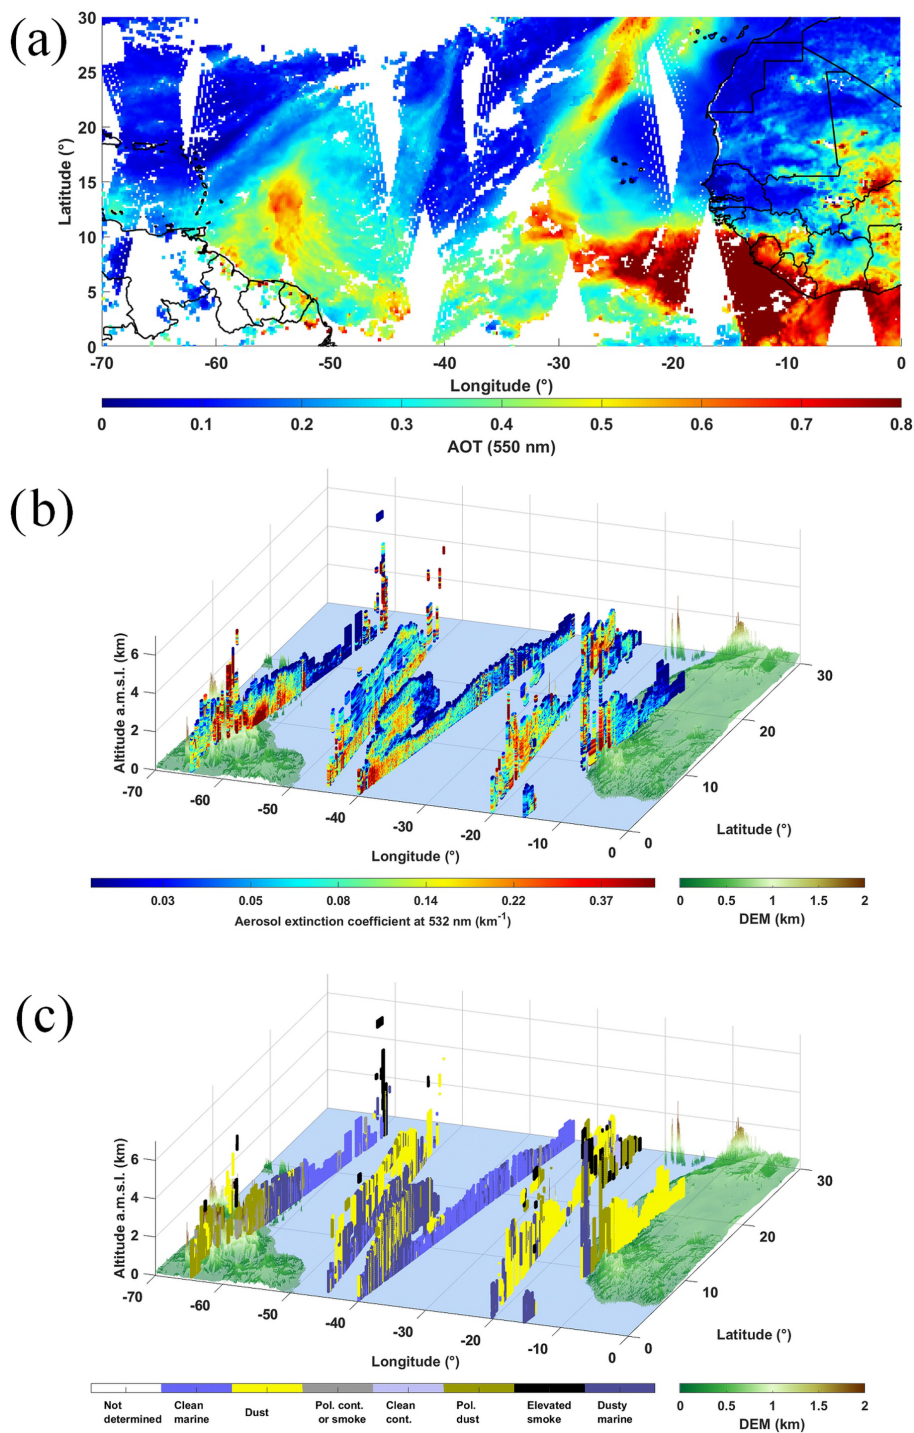 (a)
30
25
20
15
10
5
0
Latitude (°)
-70 -60 -50 -40 -30 -20 -10 0
Longitude (°)
0 0.1 0.2 0.3 0.4 0.5 0.6 0.7 0.8
AOT (550 nm)
(b)
6
4
2
0
Altitude a.m.s.l. (km)
-70 -60 -50 -40 -30 -20 -10 0
Longitude (°)
0 10 20 30
Latitude (°)
0.03 0.05 0.08 0.14 0.22 0.37
Aerosol extinction coefficient at 532 nm (km-1)
0 0.5 1 1.5 2
DEM (km)
(c)
6
4
2
0
Altitude a.m.s.l. (km)
-70 -60 -50 -40 -30 -20 -10 0
Longitude (°)
0 10 20 30
Latitude (°)
Not determined
Clean marine
Dust
Pol. cont. or smoke
Clean cont.
Pol. dust
Elevated smoke
Dusty marine
0 0.5 1 1.5 2
DEM (km)